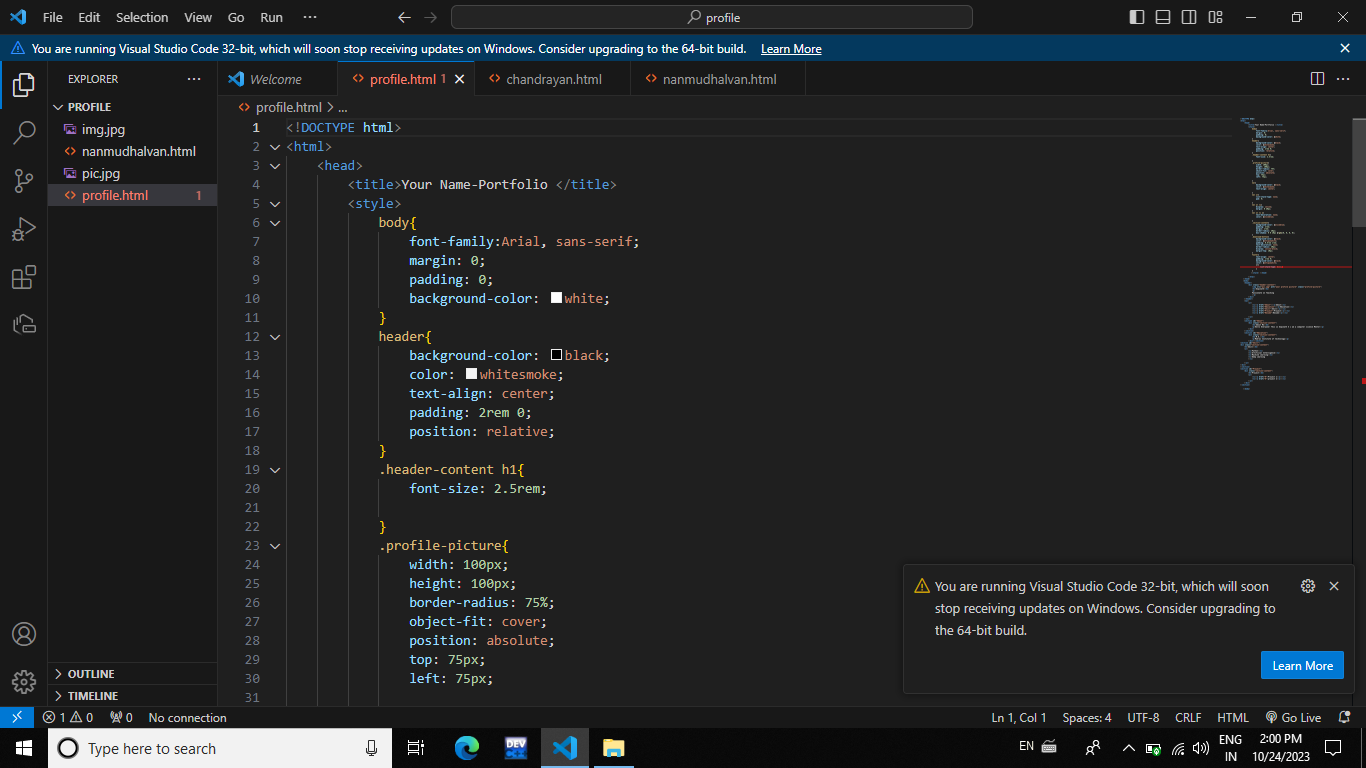 File Edit Selection View Go Run ··· profile
You are running Visual Studio Code 32-bit, which will soon stop receiving updates on Windows. Consider upgrading to the 64-bit build. Learn More
EXPLORER ···
PROFILE
img.jpg
nanmudhalvan.html
pic.jpg
profile.html 1
OUTLINE
TIMELINE
Welcome profile.html 1 chandrayan.html nanmudhalvan.html
profile.html > ...
1 <!DOCTYPE html>
2 <html>
3 <head>
4 <title>Your Name-Portfolio </title>
5 <style>
6 body{
7 font-family:Arial, sans-serif;
8 margin: 0;
9 padding: 0;
10 background-color: white;
11 }
12 header{
13 background-color: black;
14 color: whitesmoke;
15 text-align: center;
16 padding: 2rem 0;
17 position: relative;
18 }
19 .header-content h1{
20 font-size: 2.5rem;
21
22 }
23 .profile-picture{
24 width: 100px;
25 height: 100px;
26 border-radius: 75%;
27 object-fit: cover;
28 position: absolute;
29 top: 75px;
30 left: 75px;
31
You are running Visual Studio Code 32-bit, which will soon
stop receiving updates on Windows. Consider upgrading to
the 64-bit build.
Learn More
1 0 0 No connection Ln 1, Col 1 Spaces: 4 UTF-8 CRLF HTML Go Live
Type here to search DEV EN ENG 2:00 PM
IN 10/24/2023